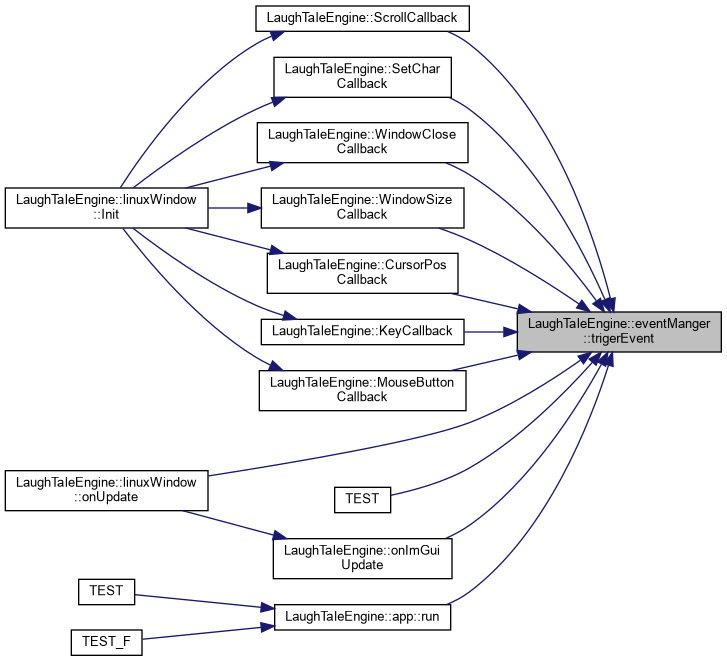 LaughTaleEngine::ScrollCallback
LaughTaleEngine::SetChar
Callback
LaughTaleEngine::WindowClose
Callback
LaughTaleEngine::linuxWindow
::Init
LaughTaleEngine::WindowSize
Callback
LaughTaleEngine::CursorPos
Callback
LaughTaleEngine::KeyCallback
LaughTaleEngine::eventManger
::trigerEvent
LaughTaleEngine::MouseButton
Callback
LaughTaleEngine::linuxWindow
::onUpdate
TEST
LaughTaleEngine::onImGui
Update
TEST
LaughTaleEngine::app::run
TEST_F